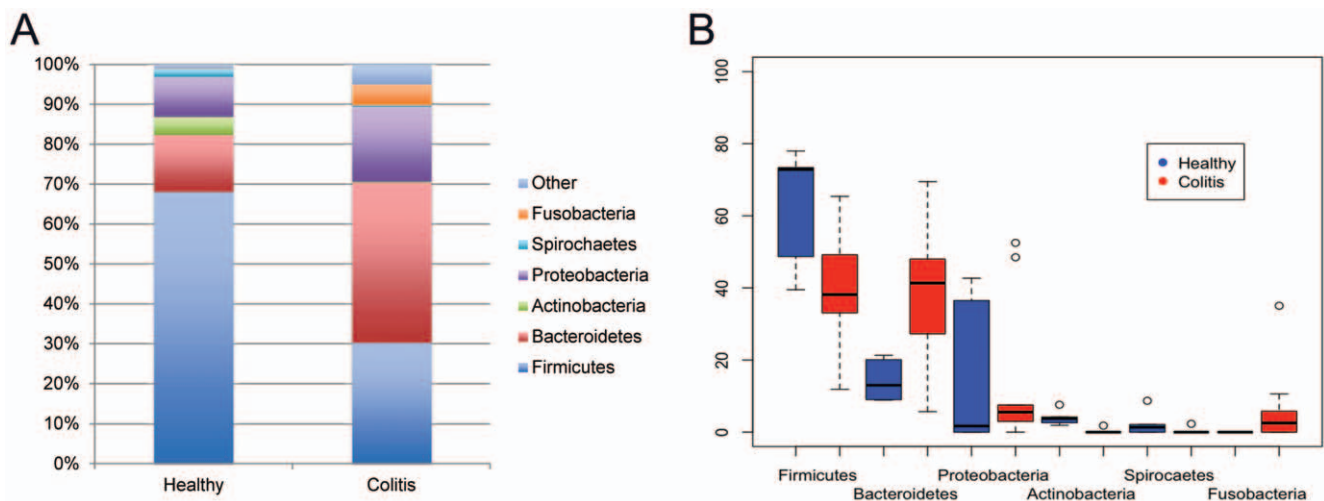 A
100%
90%
80%
70%
60%
50%
40%
30%
20%
10%
0%
Healthy
Colitis
Other
Fusobacteria
Spirochaetes
Proteobacteria
Actinobacteria
Bacteroidetes
Firmicutes
B
100
80
60
40
20
0
Healthy
Colitis
Firmicutes
Bacteroidetes
Proteobacteria
Actinobacteria
Spirocaetes
Fusobacteria